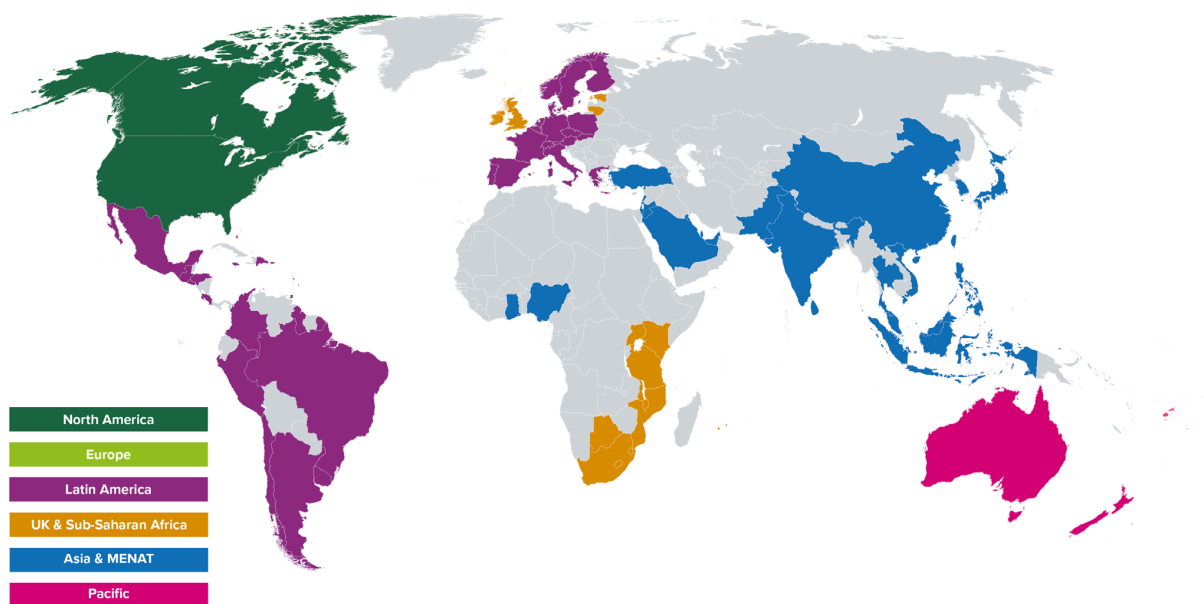 North America
Europe
Latin America
UK & Sub-Saharan Africa
Asia & MENAT
Pacific